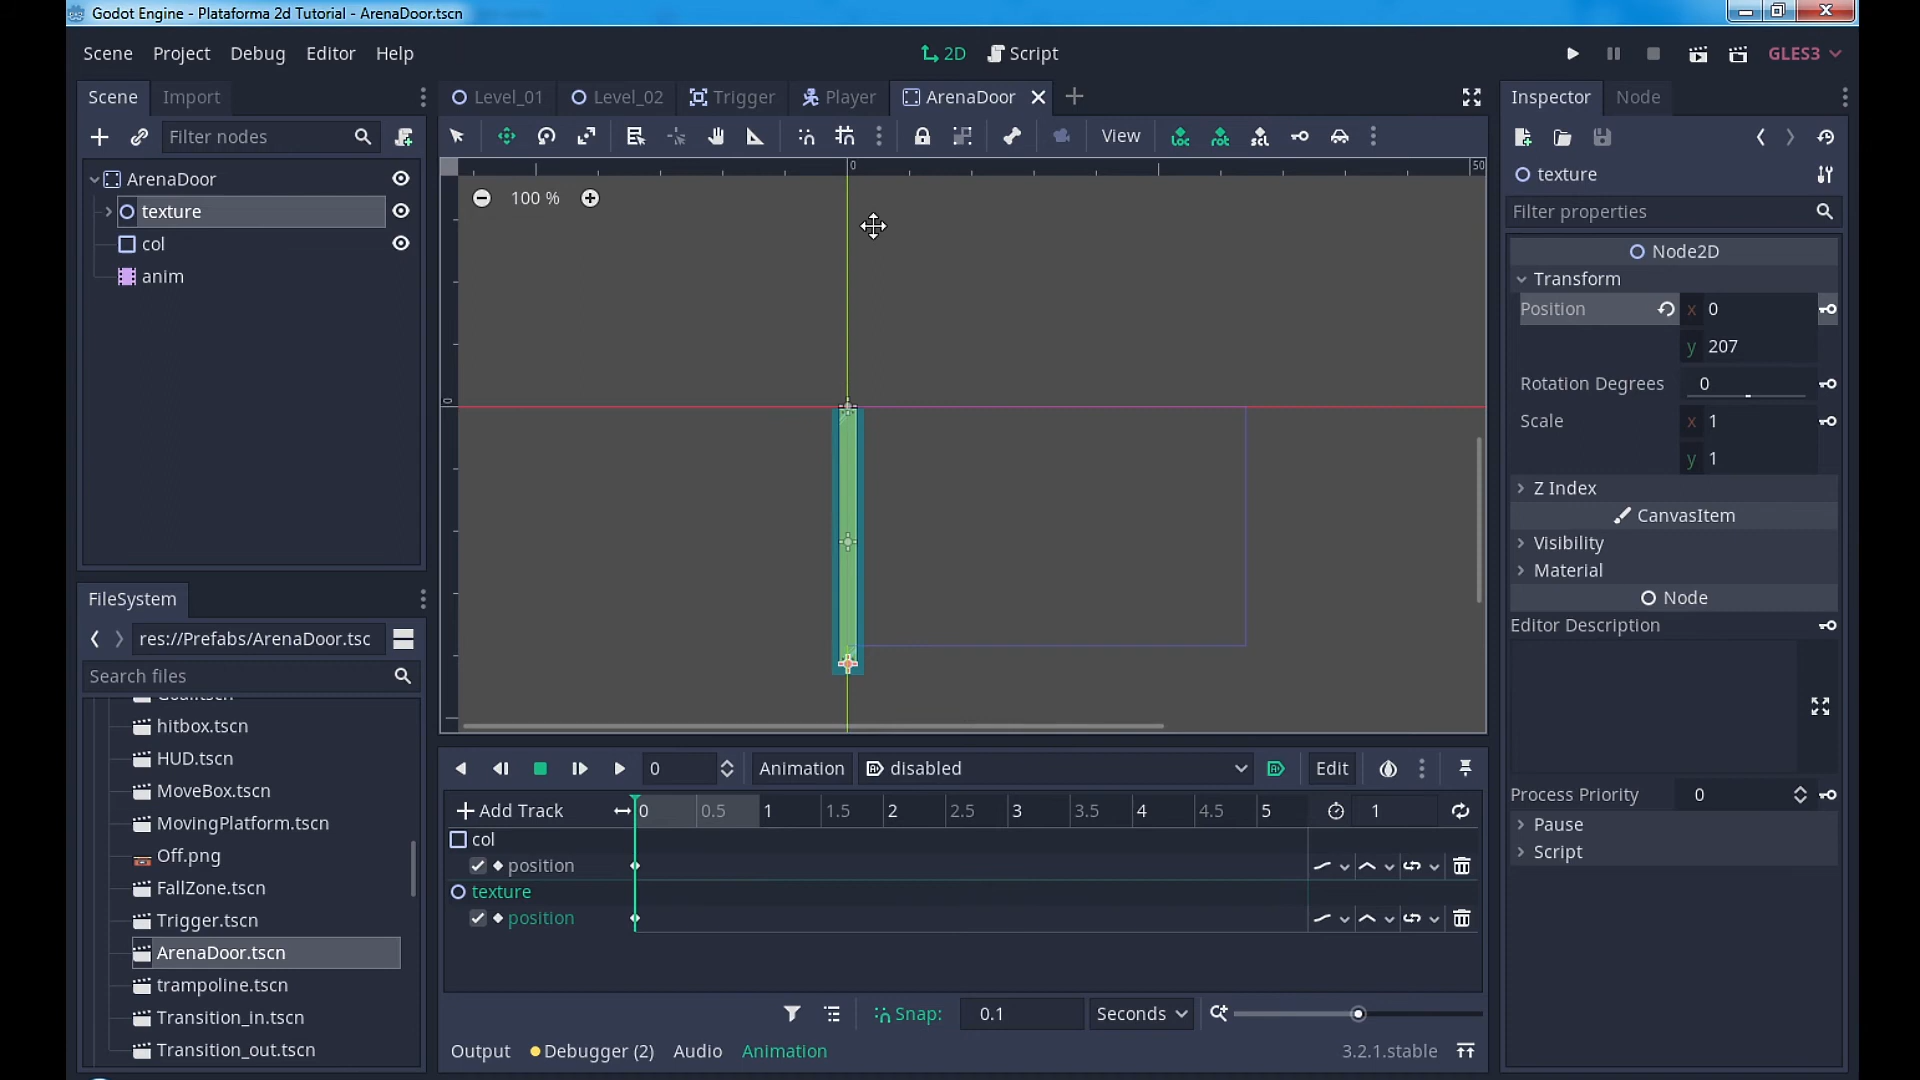 Godot Engine - Plataforma 2d Tutorial - ArenaDoor.tscn
Scene Project Debug Editor Help
2D Script
GLES3
Scene Import
Level_01 Level_02 Trigger Player ArenaDoor
Inspector Node
Filter nodes
View
ArenaDoor
texture
col
anim
0
50
0
100 %
texture
Filter properties
Node2D
Transform
Position x 0
y 207
Rotation Degrees 0
Scale x 1
y 1
Z Index
CanvasItem
Visibility
Material
Node
Editor Description
Process Priority 0
Pause
Script
FileSystem
res://Prefabs/ArenaDoor.tsc
Search files
hitbox.tscn
HUD.tscn
MoveBox.tscn
MovingPlatform.tscn
Off.png
FallZone.tscn
Trigger.tscn
ArenaDoor.tscn
trampoline.tscn
Transition_in.tscn
Transition_out.tscn
0 Animation disabled Edit
Add Track 0 0.5 1 1.5 2 2.5 3 3.5 4 4.5 5 1
col
position
texture
position
Snap: 0.1 Seconds
Output Debugger (2) Audio Animation 3.2.1.stable